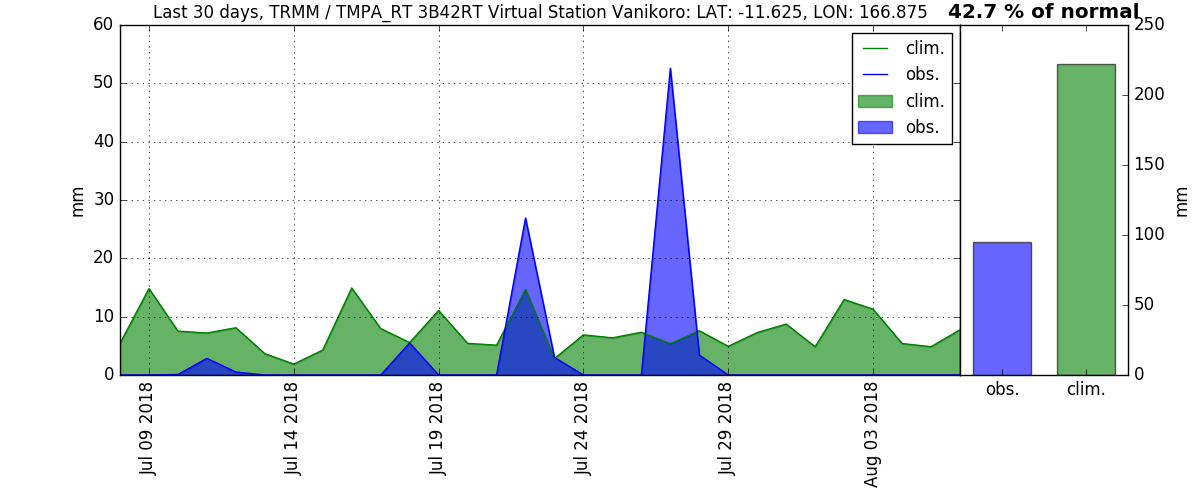 Last 30 days, TRMM / TMPA_RT 3B42RT Virtual Station Vanikoro: LAT: -11.625, LON: 166.875
42.7 % of normal
60
50
40
30
20
10
0
mm
clim.
obs.
clim.
obs.
Jul 09 2018
Jul 14 2018
Jul 19 2018
Jul 24 2018
Jul 29 2018
Aug 03 2018
250
200
150
100
50
0
mm
obs.
clim.